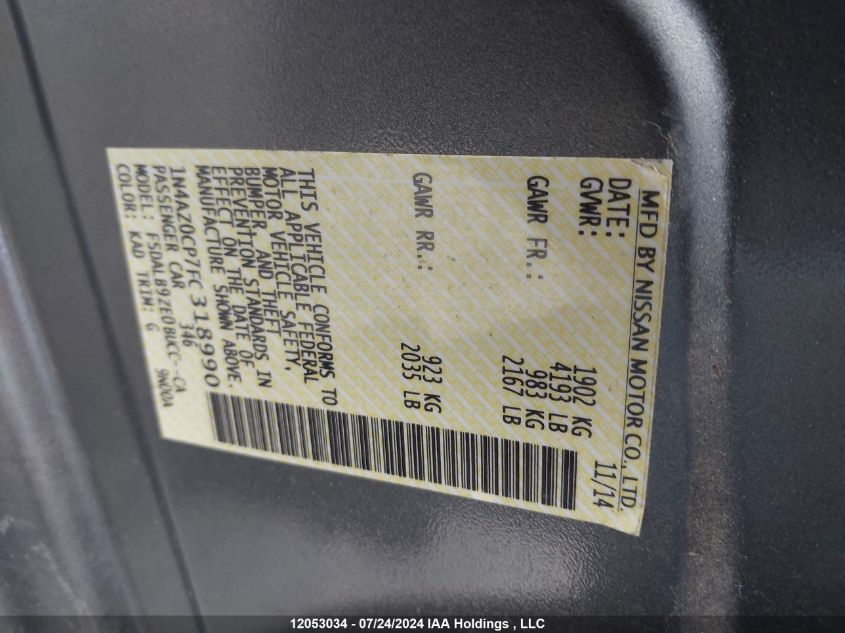 MFD BY NISSAN MOTOR CO., LTD.
DATE: 11/14
GVWR: 1902 KG
4193 LB
GAWR FR.: 983 KG
2167 LB
GAWR RR.: 923 KG
2035 LB
THIS VEHICLE CONFORMS TO
ALL APPLICABLE FEDERAL
MOTOR VEHICLE SAFETY,
BUMPER, AND THEFT
PREVENTION STANDARDS IN
EFFECT ON THE DATE OF
MANUFACTURE SHOWN ABOVE.
1N4AZ0CP7FC318990
PASSENGER CAR 346
MODEL: FSDALB9ZE0BUCC--CA 9WODA
COLOR: KAD TRIM: G
12053034 - 07/24/2024 IAA Holdings , LLC